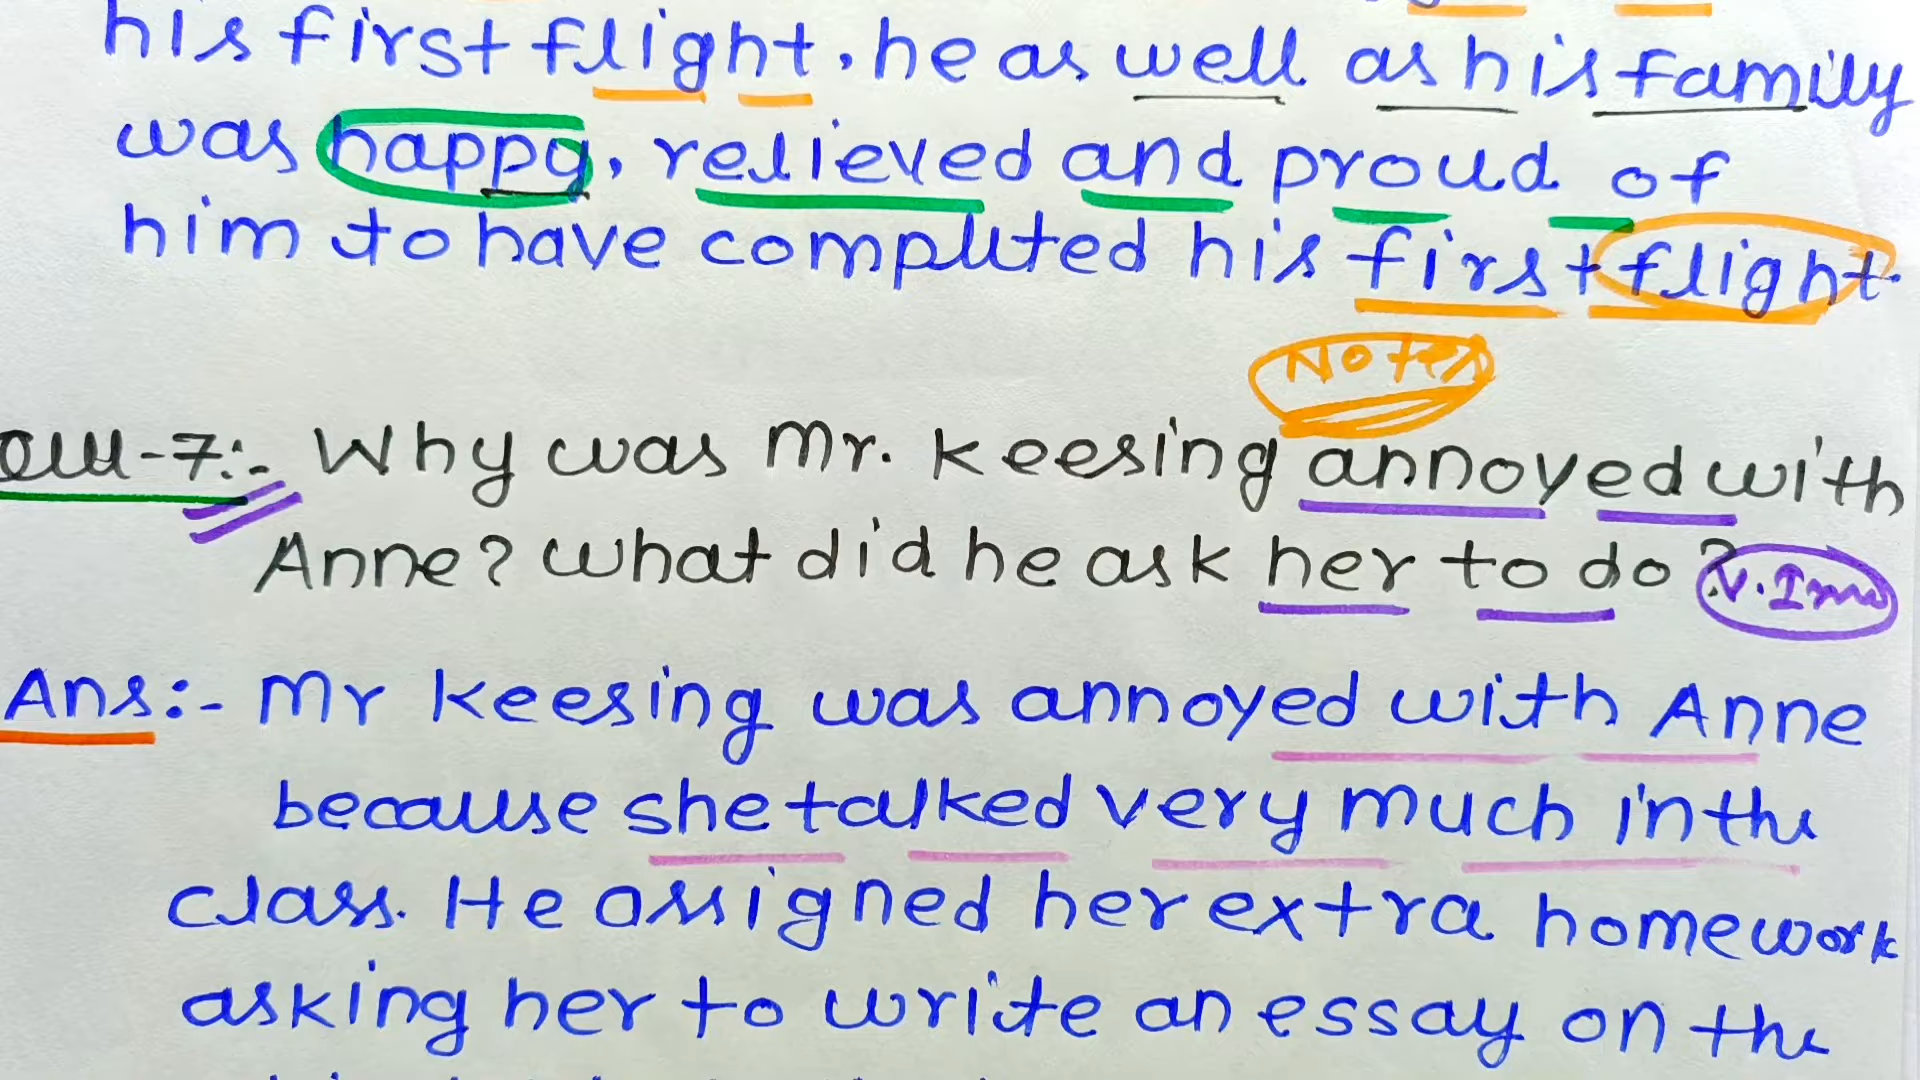 his first flight, he as well as his family
was happy, relieved and proud of
him to have completed his first flight.
Notes
Que-7:- Why was Mr. Keesing annoyed with
Anne? What did he ask her to do?
V. Imp
Ans:- Mr Keesing was annoyed with Anne
because she talked very much in the
class. He assigned her extra homework
asking her to write an essay on the